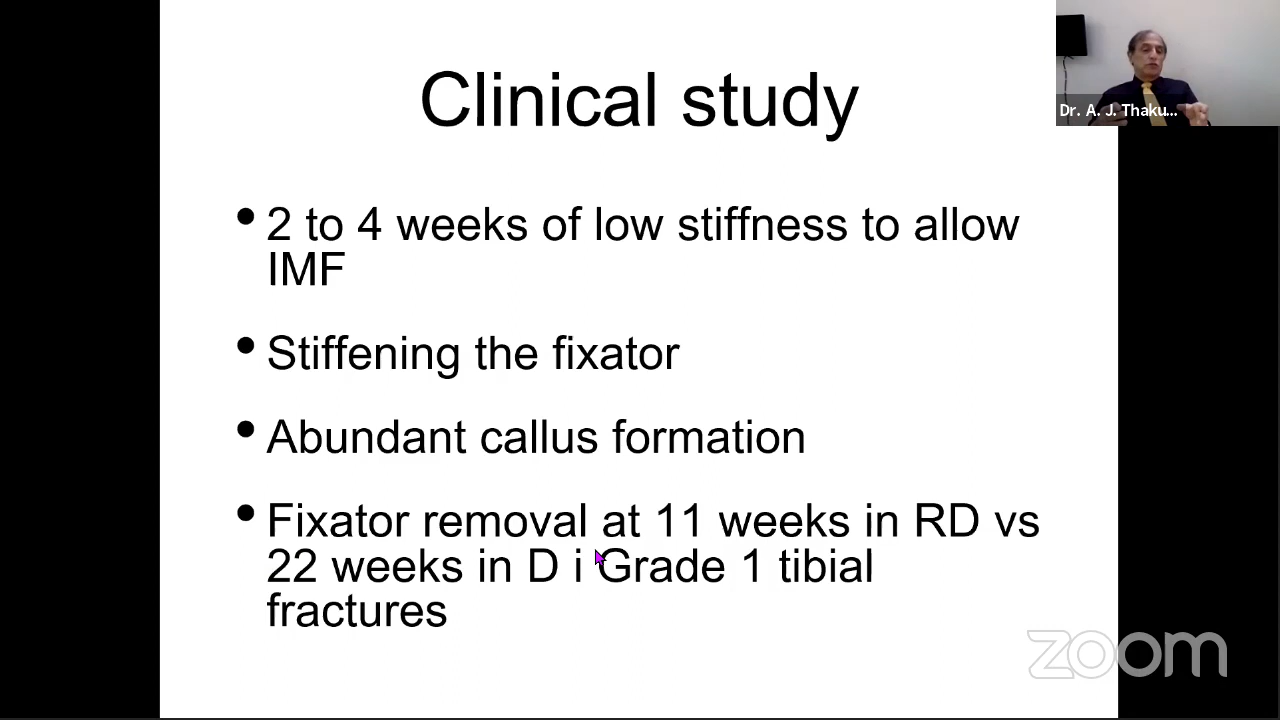 Clinical study
Dr. A. J. Thaku...
• 2 to 4 weeks of low stiffness to allow
IMF
• Stiffening the fixator
• Abundant callus formation
• Fixator removal at 11 weeks in RD vs
22 weeks in D i Grade 1 tibial
fractures
zoom